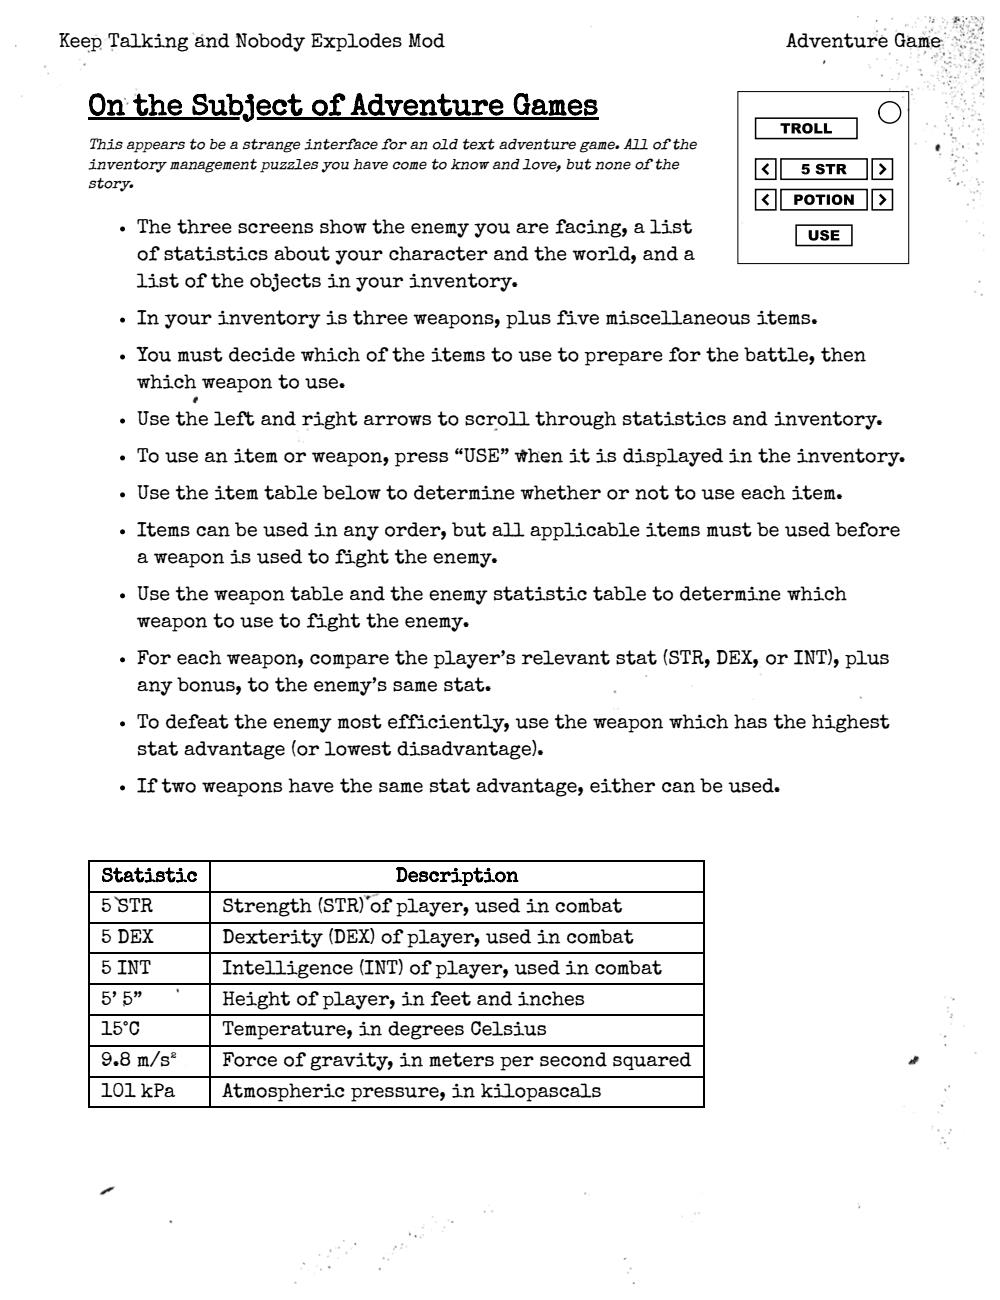 Keep Talking and Nobody Explodes Mod
Adventure Game
On the Subject of Adventure Games
This appears to be a strange interface for an old text adventure game. All of the
inventory management puzzles you have come to know and love, but none of the
story.
TROLL
< 5 STR >
< POTION >
USE
• The three screens show the enemy you are facing, a list
of statistics about your character and the world, and a
list of the objects in your inventory.
• In your inventory is three weapons, plus five miscellaneous items.
• You must decide which of the items to use to prepare for the battle, then
which weapon to use.
• Use the left and right arrows to scroll through statistics and inventory.
• To use an item or weapon, press “USE” when it is displayed in the inventory.
• Use the item table below to determine whether or not to use each item.
• Items can be used in any order, but all applicable items must be used before
a weapon is used to fight the enemy.
• Use the weapon table and the enemy statistic table to determine which
weapon to use to fight the enemy.
• For each weapon, compare the player’s relevant stat (STR, DEX, or INT), plus
any bonus, to the enemy’s same stat.
• To defeat the enemy most efficiently, use the weapon which has the highest
stat advantage (or lowest disadvantage).
• If two weapons have the same stat advantage, either can be used.
Statistic Description
5 STR Strength (STR) of player, used in combat
5 DEX Dexterity (DEX) of player, used in combat
5 INT Intelligence (INT) of player, used in combat
5’ 5” Height of player, in feet and inches
15°C Temperature, in degrees Celsius
9.8 m/s² Force of gravity, in meters per second squared
101 kPa Atmospheric pressure, in kilopascals